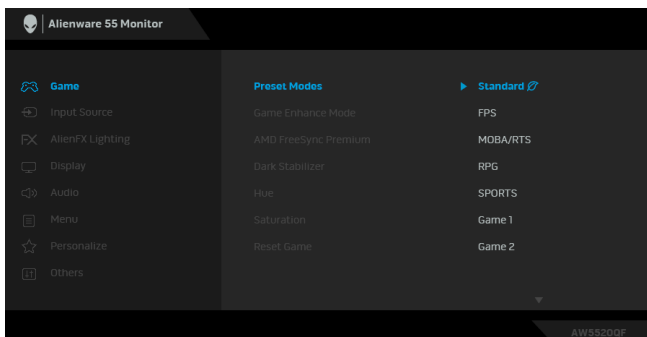 Alienware 55 Monitor
Game
Input Source
AlienFX Lighting
Display
Audio
Menu
Personalize
Others
Preset Modes
Game Enhance Mode
AMD FreeSync Premium
Dark Stabilizer
Hue
Saturation
Reset Game
Standard
FPS
MOBA/RTS
RPG
SPORTS
Game 1
Game 2
AW5520QF